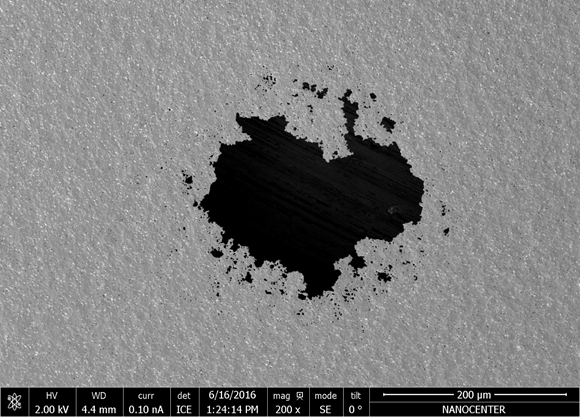 HV WD curr det 6/16/2016 mag mode tilt 200 µm
2.00 kV 4.4 mm 0.10 nA ICE 1:24:14 PM 200 x SE 0 ° NANOCENTER